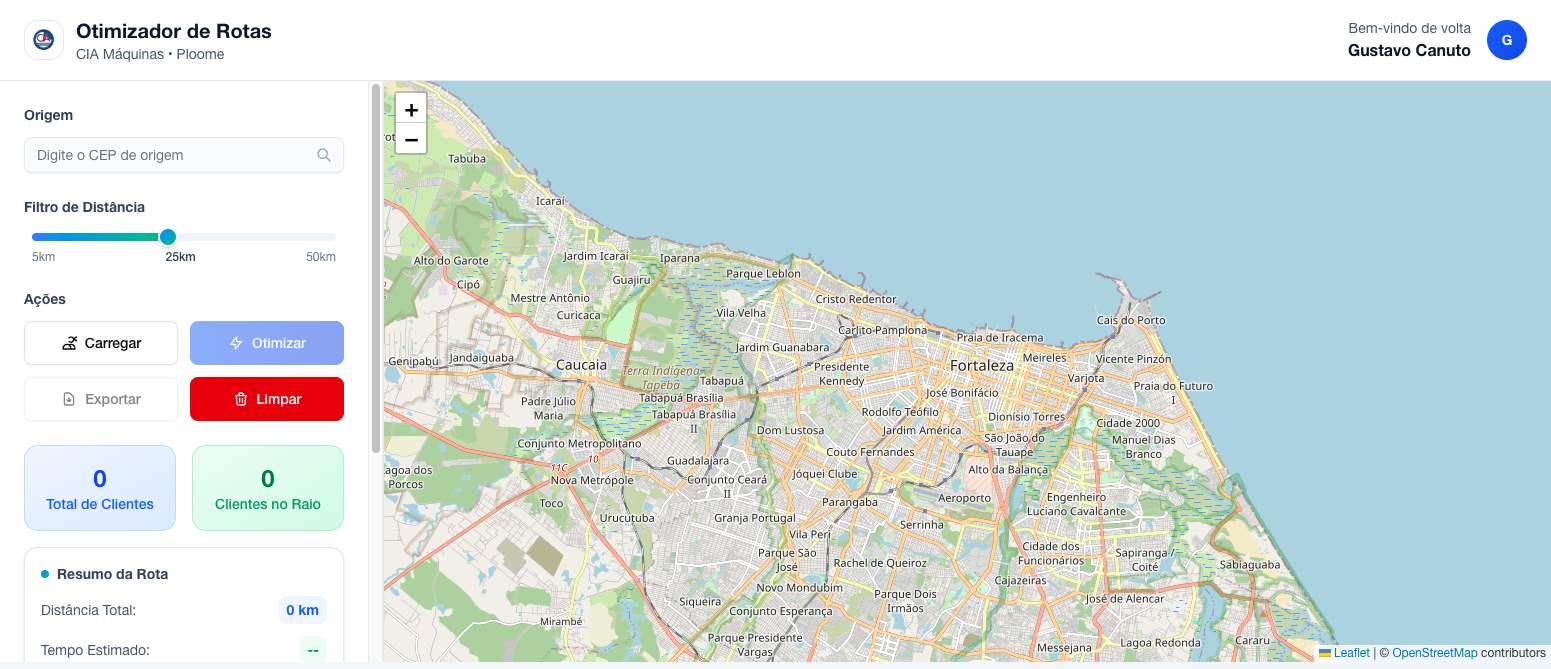 Otimizador de Rotas
CIA Máquinas • Ploome
Bem-vindo de volta
Gustavo Canuto
G
Origem
Digite o CEP de origem
Filtro de Distância
5km
25km
50km
Ações
Carregar
Otimizar
Exportar
Limpar
0
Total de Clientes
0
Clientes no Raio
Resumo da Rota
Distância Total:
0 km
Tempo Estimado:
--
+
−
Tabuba
Icaraí
Alto do Garote
Cipó
Jardim Icaraí
Iparana
Guajiru
Parque Leblon
Mestre Antônio
Curicaca
Vila Velha
Cristo Redentor
Cais do Porto
Carlito-Pamplona
Praia de Iracema
Jardim Guanabara
Genipabú
Jandaiguaba
Caucaia
Terra Indígena
Tapeba
Tabapuá
Presidente
Kennedy
Fortaleza
Meireles
Vicente Pinzón
Varjota
Praia do Futuro
I
Padre Júlio
Maria
Tabapuá Brasília
Tabapuá Brasília
II
José Bonifácio
Rodolfo Teófilo
Dionísio Torres
Cidade 2000
Dom Lustosa
Jardim América
São João do
Tauape
Manuel Dias
Branco
Conjunto Metropolitano
Couto Fernandes
11C
10
Guadalajara
Alto da Balança
Lagoa dos
Porcos
Nova Metrópole
Conjunto Ceará
II
Jóquei Clube
Toco
Parangaba
Aeroporto
Engenheiro
Luciano Cavalcante
Urucutuba
Granja Portugal
Serrinha
Vila Peri
Parque São
José
Rachel de Queiroz
Cidade dos
Funcionários
Sapiranga /
Coité
Sabiaguaba
Cajazeiras
Novo Mondubim
Siqueira
Conjunto Esperança
Parque Dois
Irmãos
José de Alencar
Mirambé
Parque Presidente
Vargas
Messejana
Lagoa Redonda
Cararu
Leaflet | © OpenStreetMap contributors